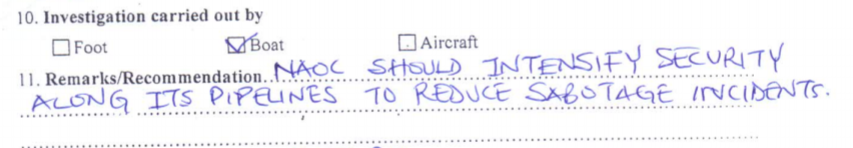 10. Investigation carried out by
Foot Boat Aircraft
11. Remarks/Recommendation. NAOC SHOULD INTENSIFY SECURITY
ALONG ITS PIPELINES TO REDUCE SABOTAGE INCIDENTS.